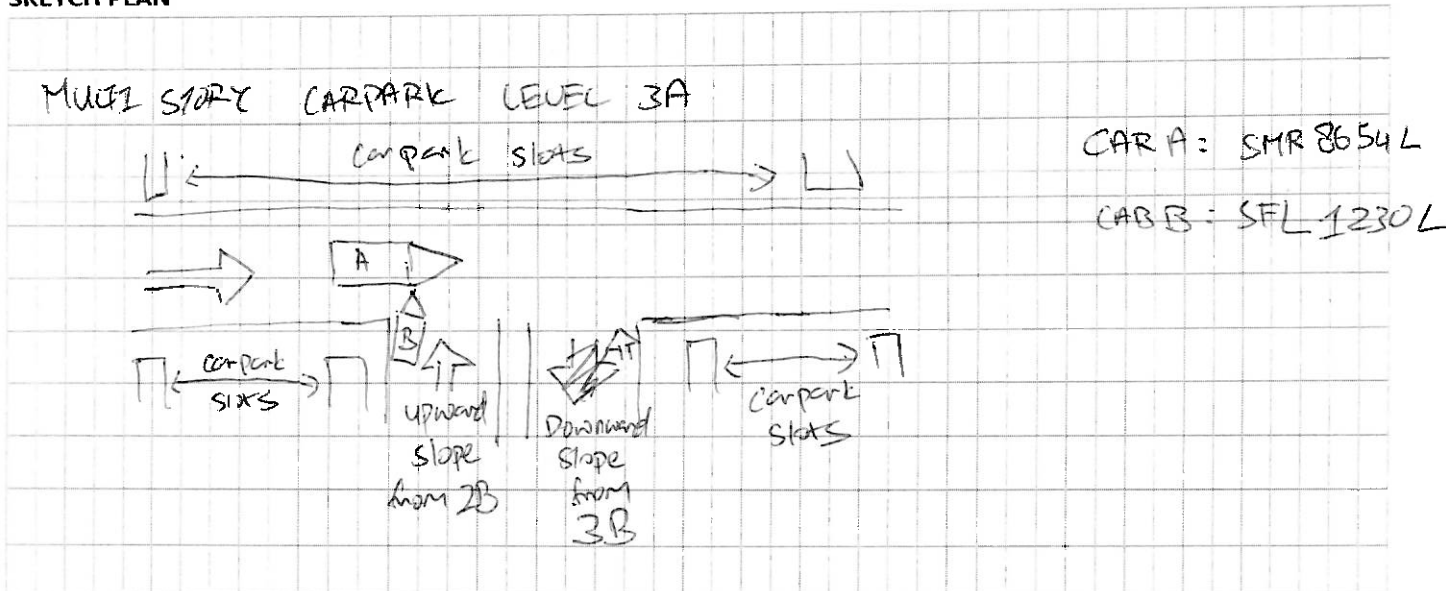 SKETCH PLAN
MULTI STORY CARPARK LEVEL 3A
carpark slots
CAR A: SMR 8654L
CAR B: SFL 1230L
A
B
carpark
slots
upward
slope
from 2B
Downward
slope
from
3B
Carpark
slots